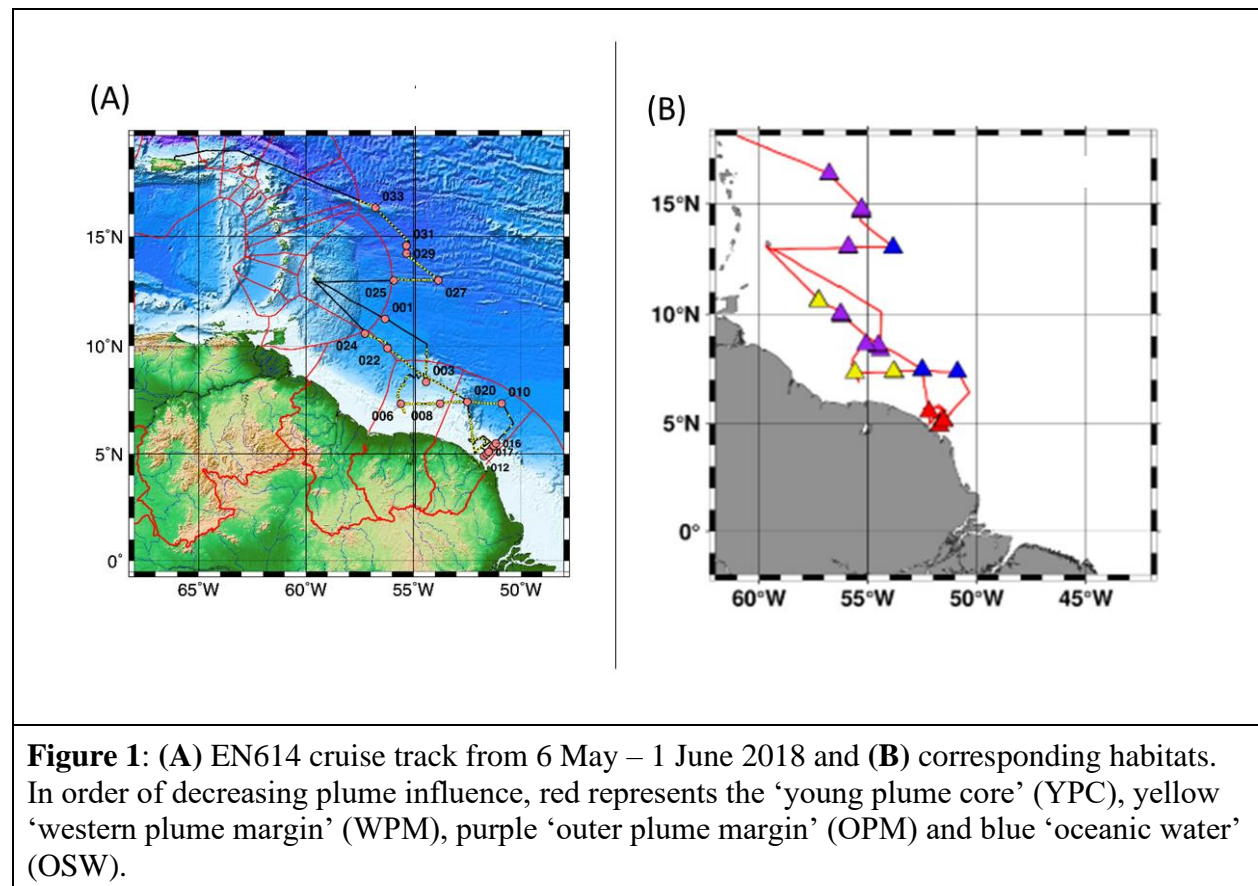 (A)
(B)
033
15°N
031
029
025
027
001
10°N
024
022
003
020
010
006
008
016
017
5°N
012
0°
65°W 60°W 55°W 50°W
15°N
10°N
5°N
0°
60°W 55°W 50°W 45°W
Figure 1: (A) EN614 cruise track from 6 May – 1 June 2018 and (B) corresponding habitats.
In order of decreasing plume influence, red represents the ‘young plume core’ (YPC), yellow
‘western plume margin’ (WPM), purple ‘outer plume margin’ (OPM) and blue ‘oceanic water’
(OSW).